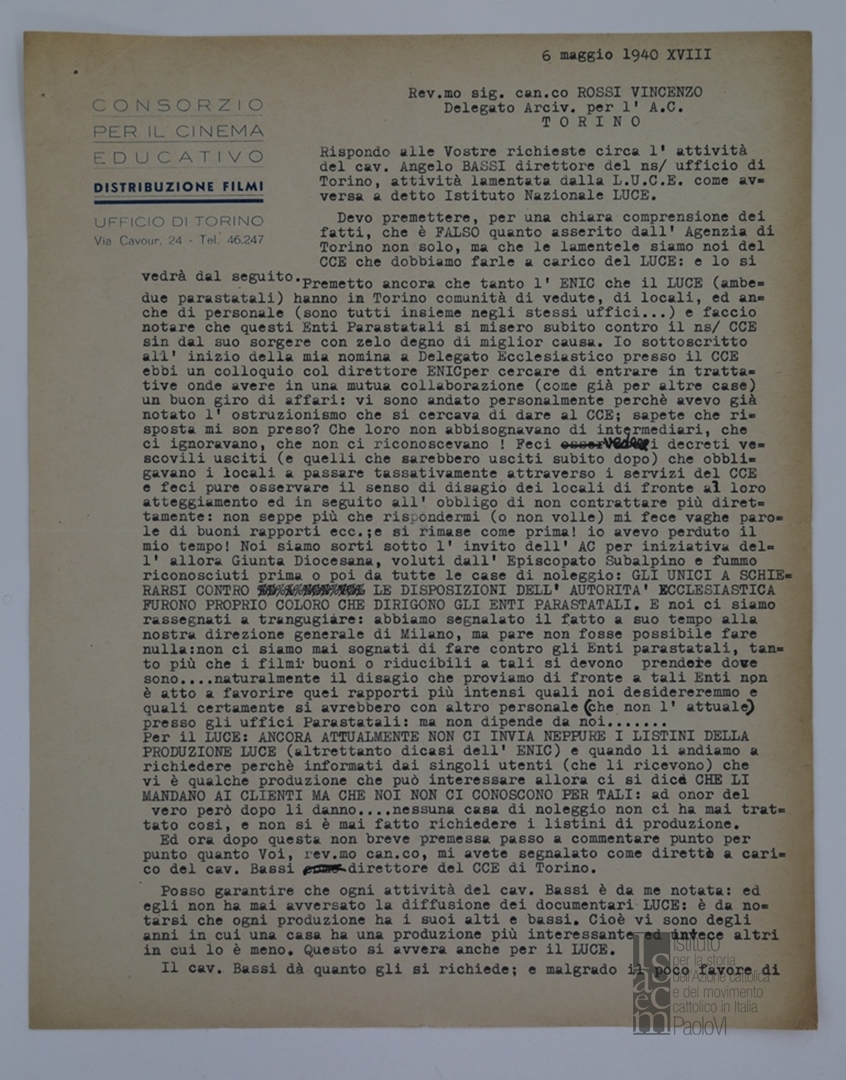 6 maggio 1940 XVIII
CONSORZIO
PER IL CINEMA
EDUCATIVO
DISTRIBUZIONE FILMI
UFFICIO DI TORINO
Via Cavour, 24 - Tel. 46.247
Rev.mo sig. can.co ROSSI VINCENZO
Delegato Arciv. per l' A.C.
T O R I N O
Rispondo alle Vostre richieste circa l' attività
del cav. Angelo BASSI direttore del ns/ ufficio di
Torino, attività lamentata dalla L.U.C.E. come av=
versa a detto Istituto Nazionale LUCE.
Devo premettere, per una chiara comprensione dei
fatti, che è FALSO quanto asserito dall' Agenzia di
Torino non solo, ma che le lamentele siamo noi del
CCE che dobbiamo farle a carico del LUCE: e lo si
vedrà dal seguito.
Premetto ancora che tanto l' ENIC che il LUCE (ambe=
due parastatali) hanno in Torino comunità di vedute, di locali, ed an=
che di personale (sono tutti insieme negli stessi uffici...) e faccio
notare che questi Enti Parastatali si misero subito contro il ns/ CCE
sin dal suo sorgere con zelo degno di miglior causa. Io sottoscritto
all' inizio della mia nomina a Delegato Ecclesiastico presso il CCE
ebbi un colloquio col direttore ENICper cercare di entrare in tratta=
tive onde avere in una mutua collaborazione (come già per altre case)
un buon giro di affari: vi sono andato personalmente perchè avevo già
notato l' ostruzionismo che si cercava di dare al CCE; sapete che ri=
sposta mi son preso? Che loro non abbisognavano di intermediari, che
ci ignoravano, che non ci riconoscevano ! Feci vedere i decreti ve=
scovili usciti (e quelli che sarebbero usciti subito dopo) che obbli=
gavano i locali a passare tassativamente attraverso i servizi del CCE
e feci pure osservare il senso di disagio dei locali di fronte al loro
atteggiamento ed in seguito all' obbligo di non contrattare più diret=
tamente: non seppe più che rispondermi (o non volle) mi fece vaghe paro=
le di buoni rapporti ecc.;e si rimase come prima! io avevo perduto il
mio tempo! Noi siamo sorti sotto l' invito dell' AC per iniziativa del=
l' allora Giunta Diocesana, voluti dall' Episcopato Subalpino e fummo
riconosciuti prima o poi da tutte le case di noleggio: GLI UNICI A SCHIE=
RARSI CONTRO LE DISPOSIZIONI DELL' AUTORITA' ECCLESIASTICA
FURONO PROPRIO COLORO CHE DIRIGONO GLI ENTI PARASTATALI. E noi ci siamo
rassegnati a trangugiare: abbiamo segnalato il fatto a suo tempo alla
nostra direzione generale di Milano, ma pare non fosse possibile fare
nulla:non ci siamo mai sognati di fare contro gli Enti parastatali, tan=
to più che i filmi buoni o riducibili a tali si devono prendere dove
sono....naturalmente il disagio che proviamo di fronte a tali Enti non
è atto a favorire quei rapporti più intensi quali noi desidereremmo e
quali certamente si avrebbero con altro personale (che non l' attuale)
presso gli uffici Parastatali: ma non dipende da noi.......
Per il LUCE: ANCORA ATTUALMENTE NON CI INVIA NEPPURE I LISTINI DELLA
PRODUZIONE LUCE (altrettanto dicasi dell' ENIC) e quando li andiamo a
richiedere perchè informati dai singoli utenti (che li ricevono) che
vi è qualche produzione che può interessare allora ci si dice CHE LI
MANDANO AI CLIENTI MA CHE NOI NON CI CONOSCONO PER TALI: ad onor del
vero però dopo li danno....nessuna casa di noleggio non ci ha mai trat=
tato cosi, e non si è mai fatto richiedere i listini di produzione.
Ed ora dopo questa non breve premessa passo a commentare punto per
punto quanto Voi, rev.mo can.co, mi avete segnalato come dirette a cari=
co del cav. Bassi direttore del CCE di Torino.
Posso garantire che ogni attività del cav. Bassi è da me notata: ed
egli non ha mai avversato la diffusione dei documentari LUCE: è da no=
tarsi che ogni produzione ha i suoi alti e bassi. Cioè vi sono degli
anni in cui una casa ha una produzione più interessante ed invece altri
in cui lo è meno. Questo si avvera anche per il LUCE.
Il cav. Bassi dà quanto gli si richiede; e malgrado il poco favore di
Isacem
Istituto
per la storia
dell'Azione cattolica
e del movimento
cattolico in Italia
PaoloVI